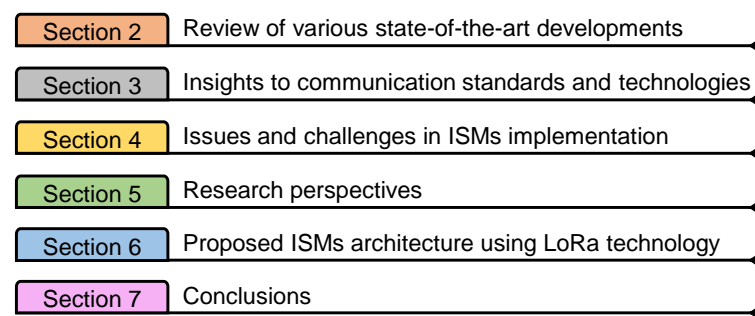 Section 2 Review of various state-of-the-art developments
Section 3 Insights to communication standards and technologies
Section 4 Issues and challenges in ISMs implementation
Section 5 Research perspectives
Section 6 Proposed ISMs architecture using LoRa technology
Section 7 Conclusions